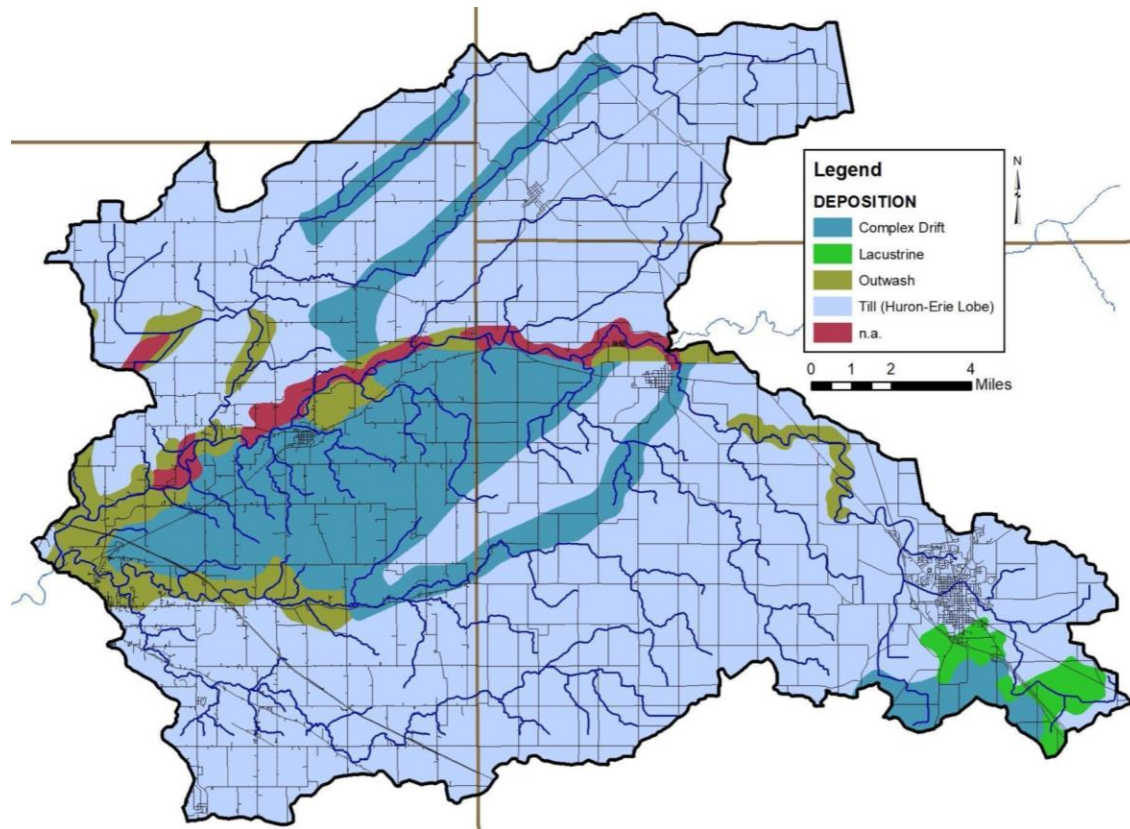 Legend
DEPOSITION
Complex Drift
Lacustrine
Outwash
Till (Huron-Erie Lobe)
n.a.
N
0 1 2 4
Miles